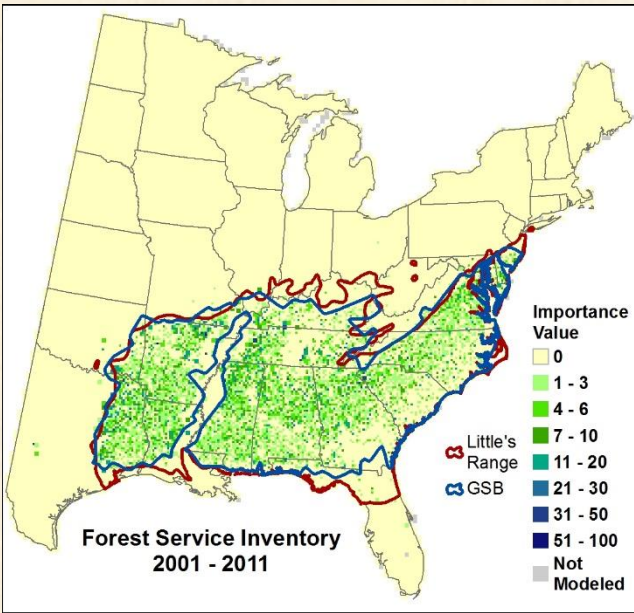 Importance
Value
0
1 - 3
4 - 6
7 - 10
11 - 20
21 - 30
31 - 50
51 - 100
Not
Modeled
Little's
Range
GSB
Forest Service Inventory
2001 - 2011